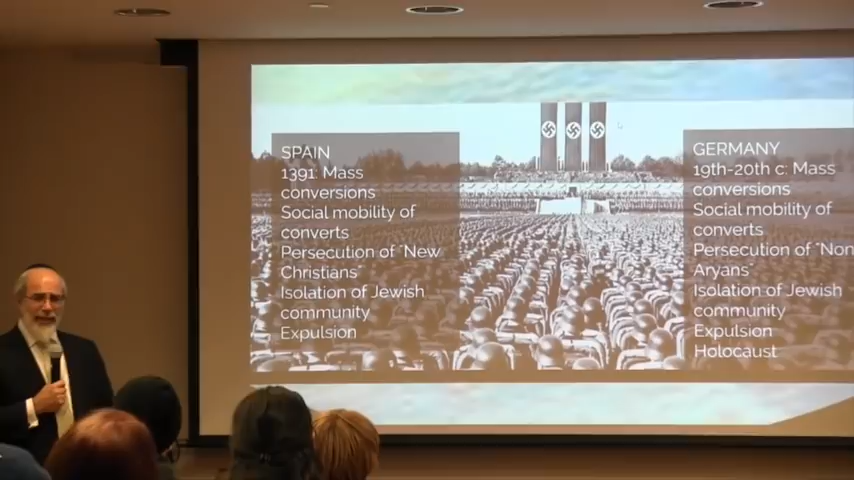 SPAIN
1391: Mass
conversions
Social mobility of
converts
Persecution of "New
Christians"
Isolation of Jewish
community
Expulsion
GERMANY
19th-20th c: Mass
conversions
Social mobility of
converts
Persecution of "Non
Aryans"
Isolation of Jewish
community
Expulsion
Holocaust